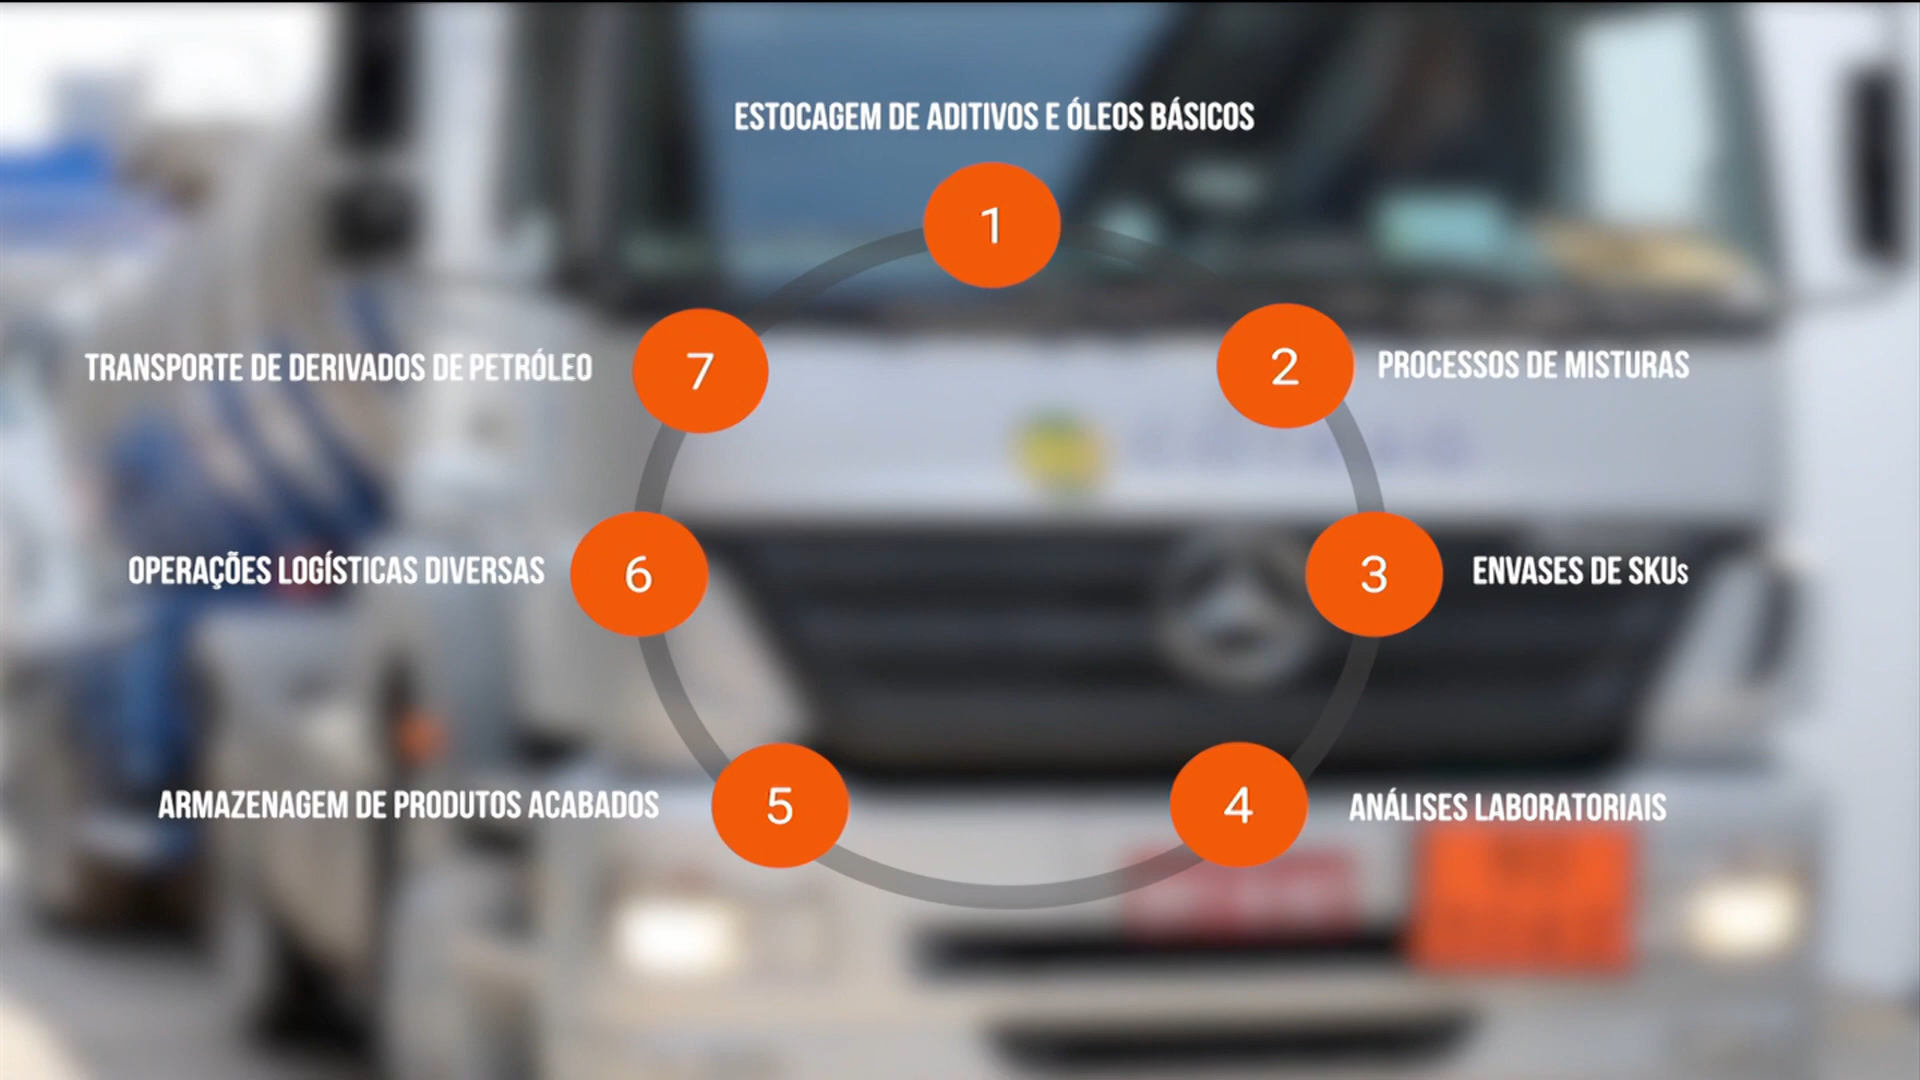 ESTOCAGEM DE ADITIVOS E ÓLEOS BÁSICOS
1
2
PROCESSOS DE MISTURAS
3
ENVASES DE SKUs
4
ANÁLISES LABORATORIAIS
5
ARMAZENAGEM DE PRODUTOS ACABADOS
6
OPERAÇÕES LOGÍSTICAS DIVERSAS
7
TRANSPORTE DE DERIVADOS DE PETRÓLEO